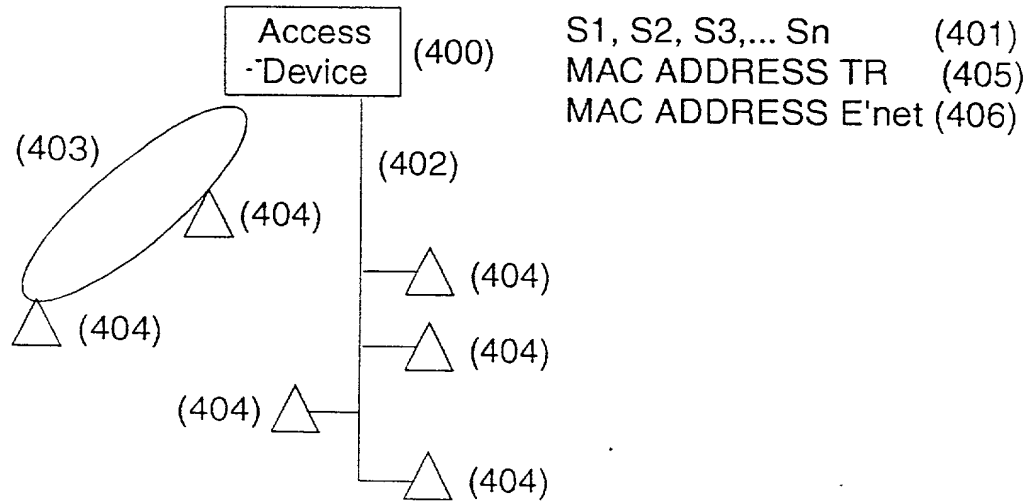 Access
Device
(400)
S1, S2, S3,... Sn (401)
MAC ADDRESS TR (405)
MAC ADDRESS E'net (406)
(403)
(402)
(404)
(404)
(404)
(404)
(404)
(404)